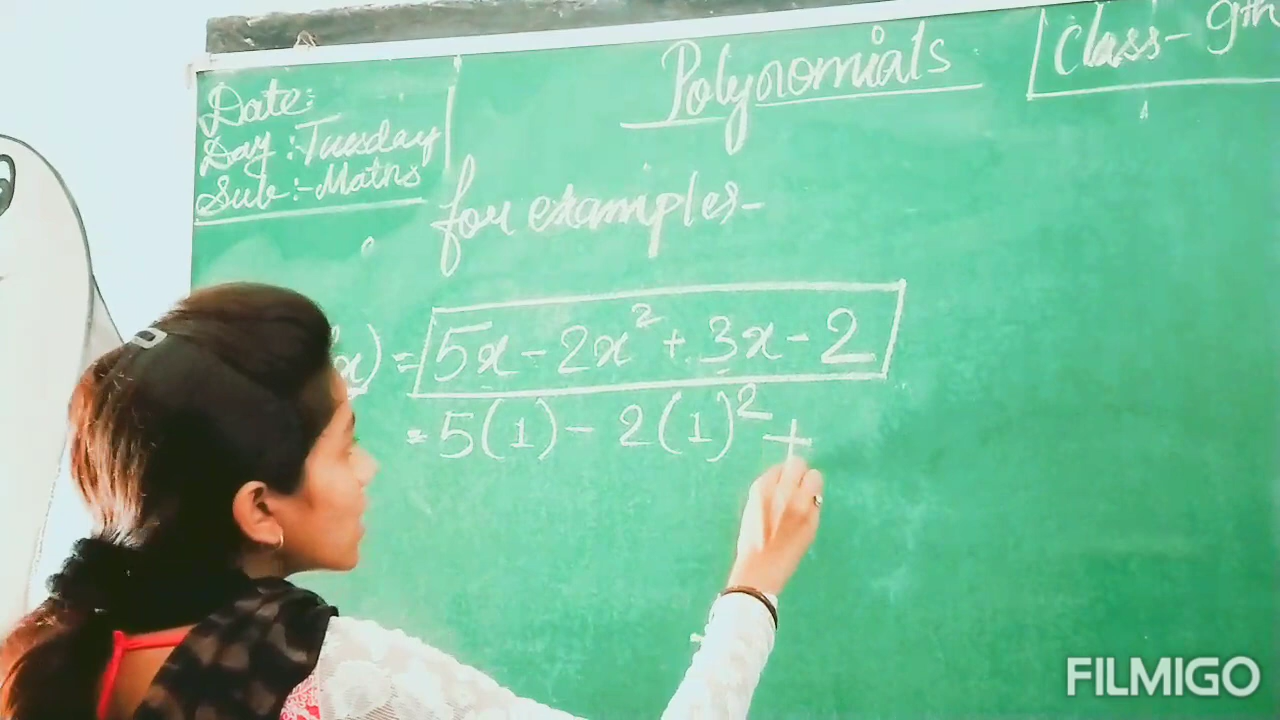 Polynomials
Class- 9th
Date:
Day :Tuesday
Sub:-Maths
for examples-
x) = 5x - 2x² + 3x - 2
= 5(1) - 2(1)² +
FILMIGO